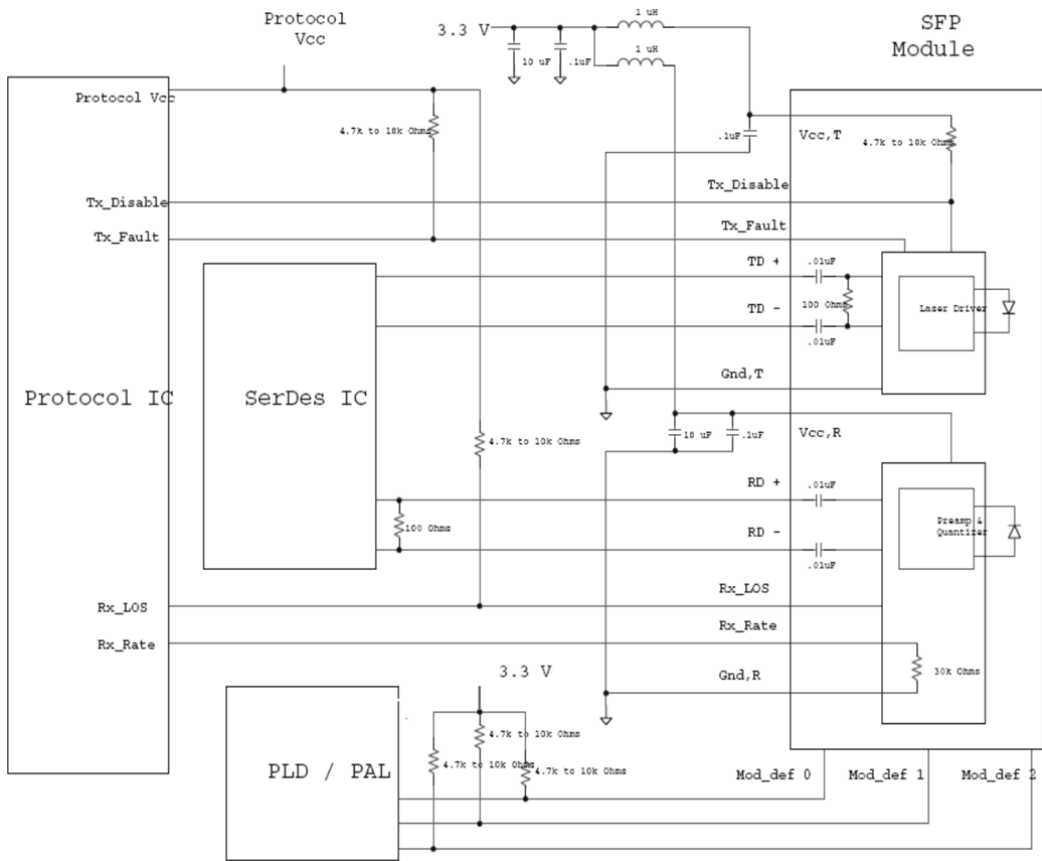 Protocol
Vcc
3.3 V
1 uH
SFP
Module
1 uH
10 uF
.1uF
Protocol Vcc
4.7k to 10k Ohms
.1uF
Vcc,T
4.7k to 10k Ohms
Tx_Disable
Tx_Disable
Tx_Fault
Tx_Fault
TD +
.01uF
100 Ohms
Laser Driver
TD -
.01uF
Gnd,T
Protocol IC
SerDes IC
4.7k to 10k Ohms
10 uF
.1uF
Vcc,R
RD +
.01uF
100 Ohms
Preamp &
Quantizer
RD -
.01uF
Rx_LOS
Rx_LOS
Rx_Rate
Rx_Rate
3.3 V
Gnd,R
30k Ohms
4.7k to 10k Ohms
4.7k to 10k Ohms
4.7k to 10k Ohms
PLD / PAL
Mod_def 0
Mod_def 1
Mod_def 2